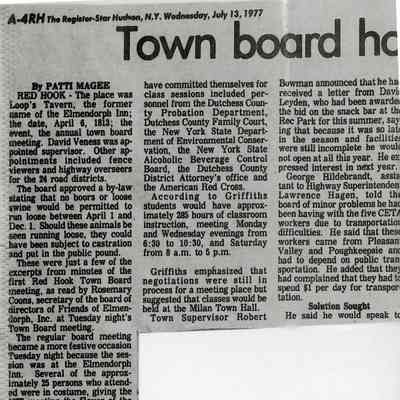 A-4RH The Register-Star Hudson, N.Y. Wednesday, July 13, 1977
Town board
By PATTI MAGEE
RED HOOK - The place was
Loop's Tavern, the former
name of the Elmendorph Inn;
the date, April 6, 1813; the
event, the annual town board
meeting. David Veness was ap-
pointed supervisor. Other ap-
pointments included fence
viewers and highway overseers
for the 24 road districts.
The board approved a by-law
stating that no boors or loose
swine would be permitted to
run loose between April 1 and
Dec. 1. Should these animals be
seen running loose, they could
have been subject to castration
and put in the public pound.
These were just a few of the
excerpts from minutes of the
first Red Hook Town Board
meeting, as read by Rosemary
Coons, secretary of the board of
directors of Friends of Elmen-
dorph, Inc. at Tuesday night's
Town Board meeting.
The regular board meeting
became a more festive occasion
Tuesday night because the ses-
sion was at the Elmendorph
Inn. Several of the approx-
imately 25 persons who attend-
ed were in costume, giving the
have committed themselves for
class sessions included per-
sonnel from the Dutchess Coun-
ty Probation Department,
Dutchess County Family Court,
the New York State Depart-
ment of Environmental Conser-
vation, the New York State
Alcoholic Beverage Control
Board, the Dutchess County
District Attorney's office and
the American Red Cross.
According to Griffiths
students would have approx-
imately 285 hours of classroom
instruction, meeting Monday
and Wednesday evenings from
6:30 to 10:30, and Saturday
from 8 a.m. to 5 p.m.
Griffiths emphasized that
negotiations were still in
process for a meeting place but
suggested that classes would be
held at the Milan Town Hall.
Town Supervisor Robert
Bowman announced that he
received a letter from
Leyden, who had been
the bid on the snack bar at the
Rec Park for this summer,
ing that because it was so
in the season and facilities
were still incomplete he would
not open at all this year. He ex-
pressed interest in next year.
George Hildebrandt, assis-
tant to Highway Superintendent
Lawrence Hagen, told the
board of minor problems he has
been having with the five CETA
workers due to transportation
difficulties. He said that these
workers came from Pleasant
Valley and Poughkeepsie and
had to depend on public tran-
sportation. He added that they
had complained that they had to
spend $1 per day for transpor-
tation.
Solution Sought
He said he would speak to